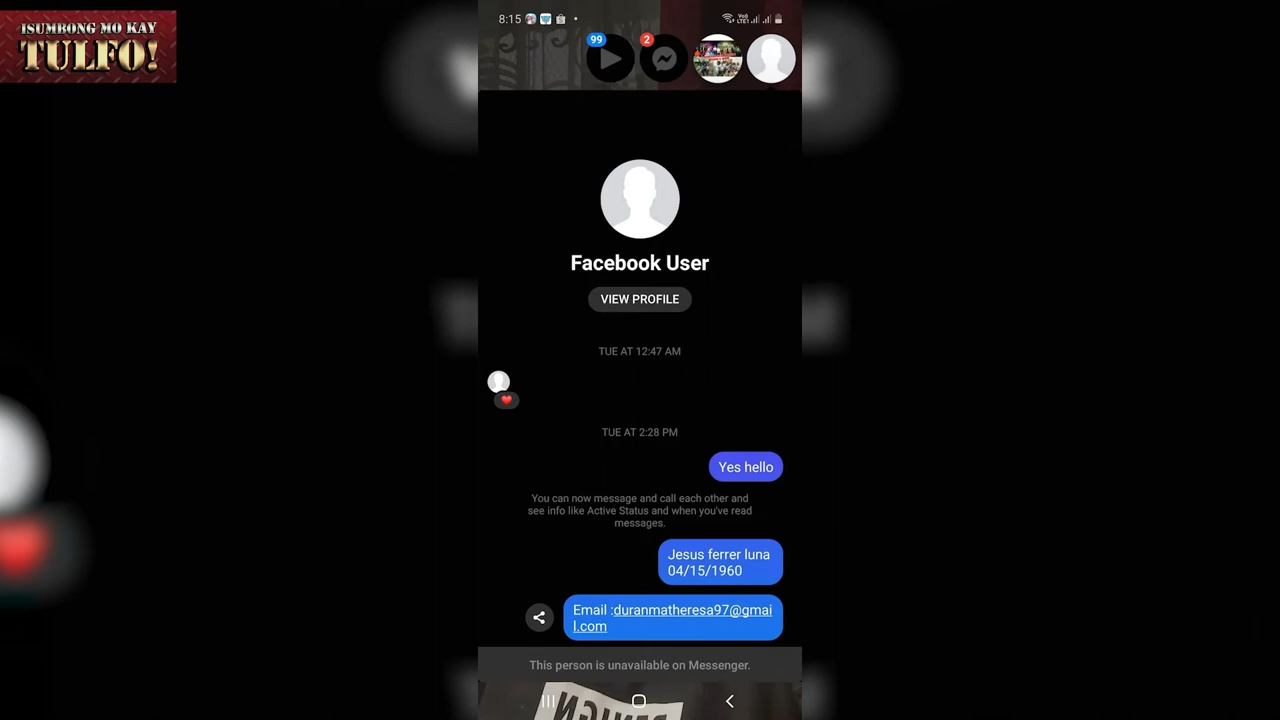 ISUMBONG MO KAY
TULFO!
8:15
99
2
Facebook User
VIEW PROFILE
TUE AT 12:47 AM
TUE AT 2:28 PM
Yes hello
You can now message and call each other and
see info like Active Status and when you've read
messages.
Jesus ferrer luna
04/15/1960
Email :duranmatheresa97@gmai
l.com
This person is unavailable on Messenger.